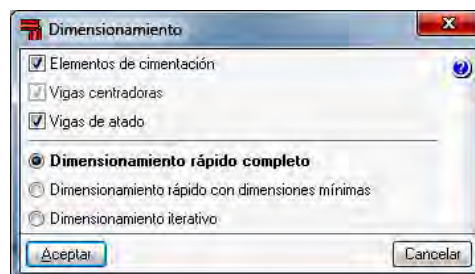 Dimensionamiento
Elementos de cimentación
Vigas centradoras
Vigas de atado
Dimensionamiento rápido completo
Dimensionamiento rápido con dimensiones mínimas
Dimensionamiento iterativo
Aceptar
Cancelar